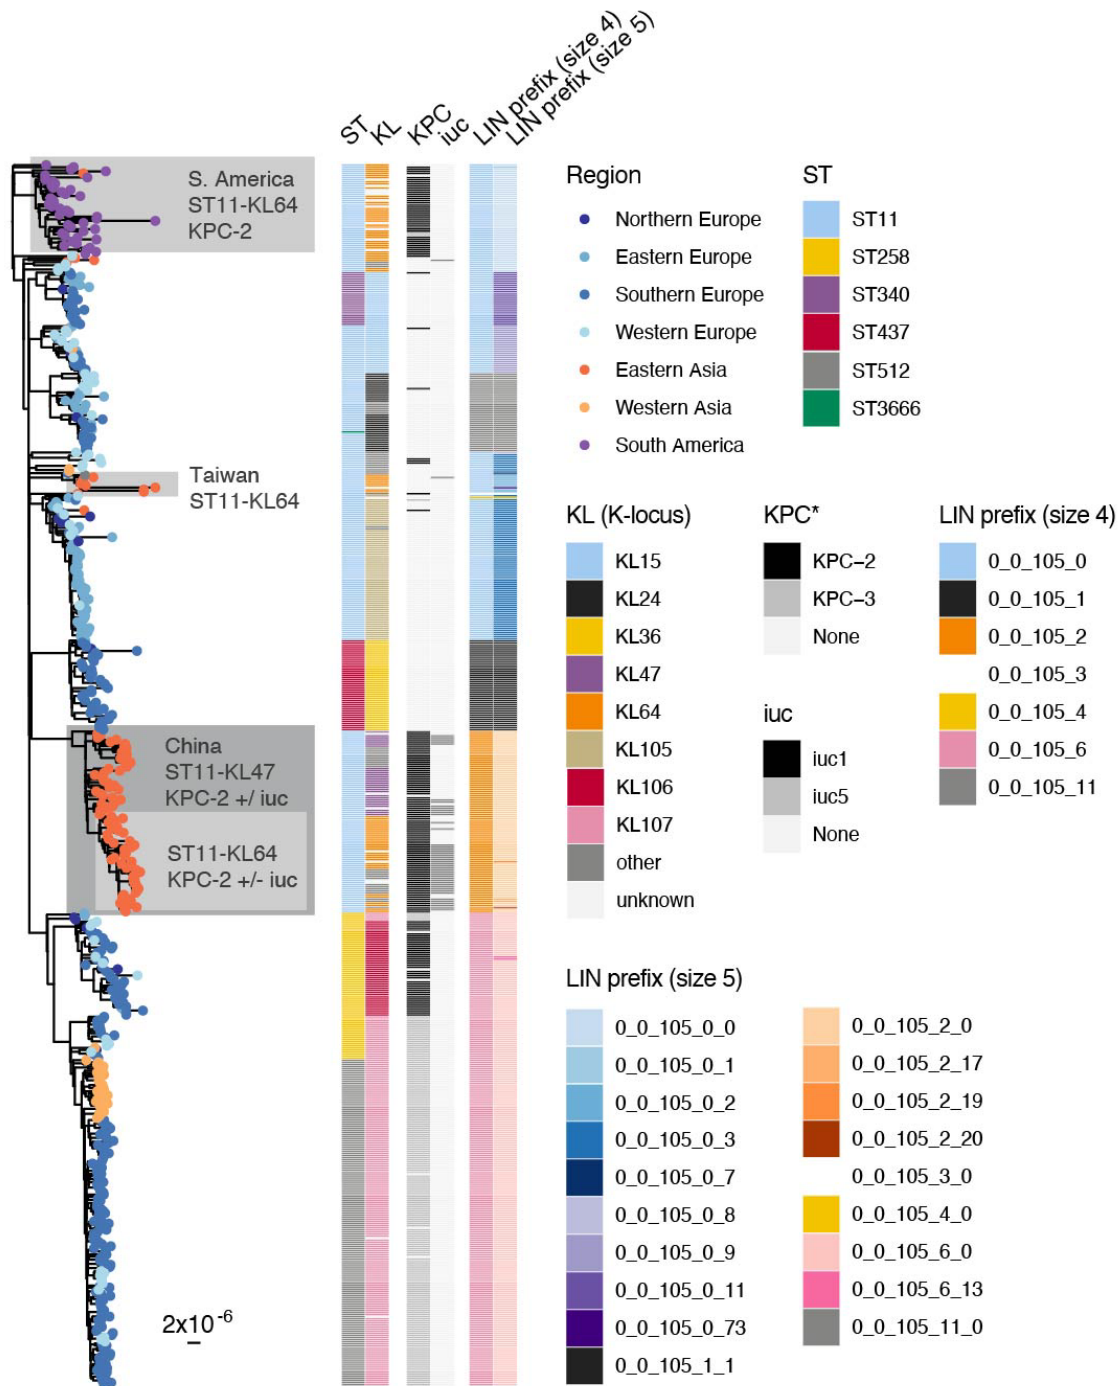 ST
KL
KPC
iuc
LIN prefix (size 4)
LIN prefix (size 5)
S. America
ST11-KL64
KPC-2
Taiwan
ST11-KL64
China
ST11-KL47
KPC-2 +/ iuc
ST11-KL64
KPC-2 +/- iuc
2x10-6
Region
Northern Europe
Eastern Europe
Southern Europe
Western Europe
Eastern Asia
Western Asia
South America
ST
ST11
ST258
ST340
ST437
ST512
ST3666
KL (K-locus)
KL15
KL24
KL36
KL47
KL64
KL105
KL106
KL107
other
unknown
KPC*
KPC-2
KPC-3
None
iuc
iuc1
iuc5
None
LIN prefix (size 4)
0_0_105_0
0_0_105_1
0_0_105_2
0_0_105_3
0_0_105_4
0_0_105_6
0_0_105_11
LIN prefix (size 5)
0_0_105_0_0
0_0_105_0_1
0_0_105_0_2
0_0_105_0_3
0_0_105_0_7
0_0_105_0_8
0_0_105_0_9
0_0_105_0_11
0_0_105_0_73
0_0_105_1_1
0_0_105_2_0
0_0_105_2_17
0_0_105_2_19
0_0_105_2_20
0_0_105_3_0
0_0_105_4_0
0_0_105_6_0
0_0_105_6_13
0_0_105_11_0